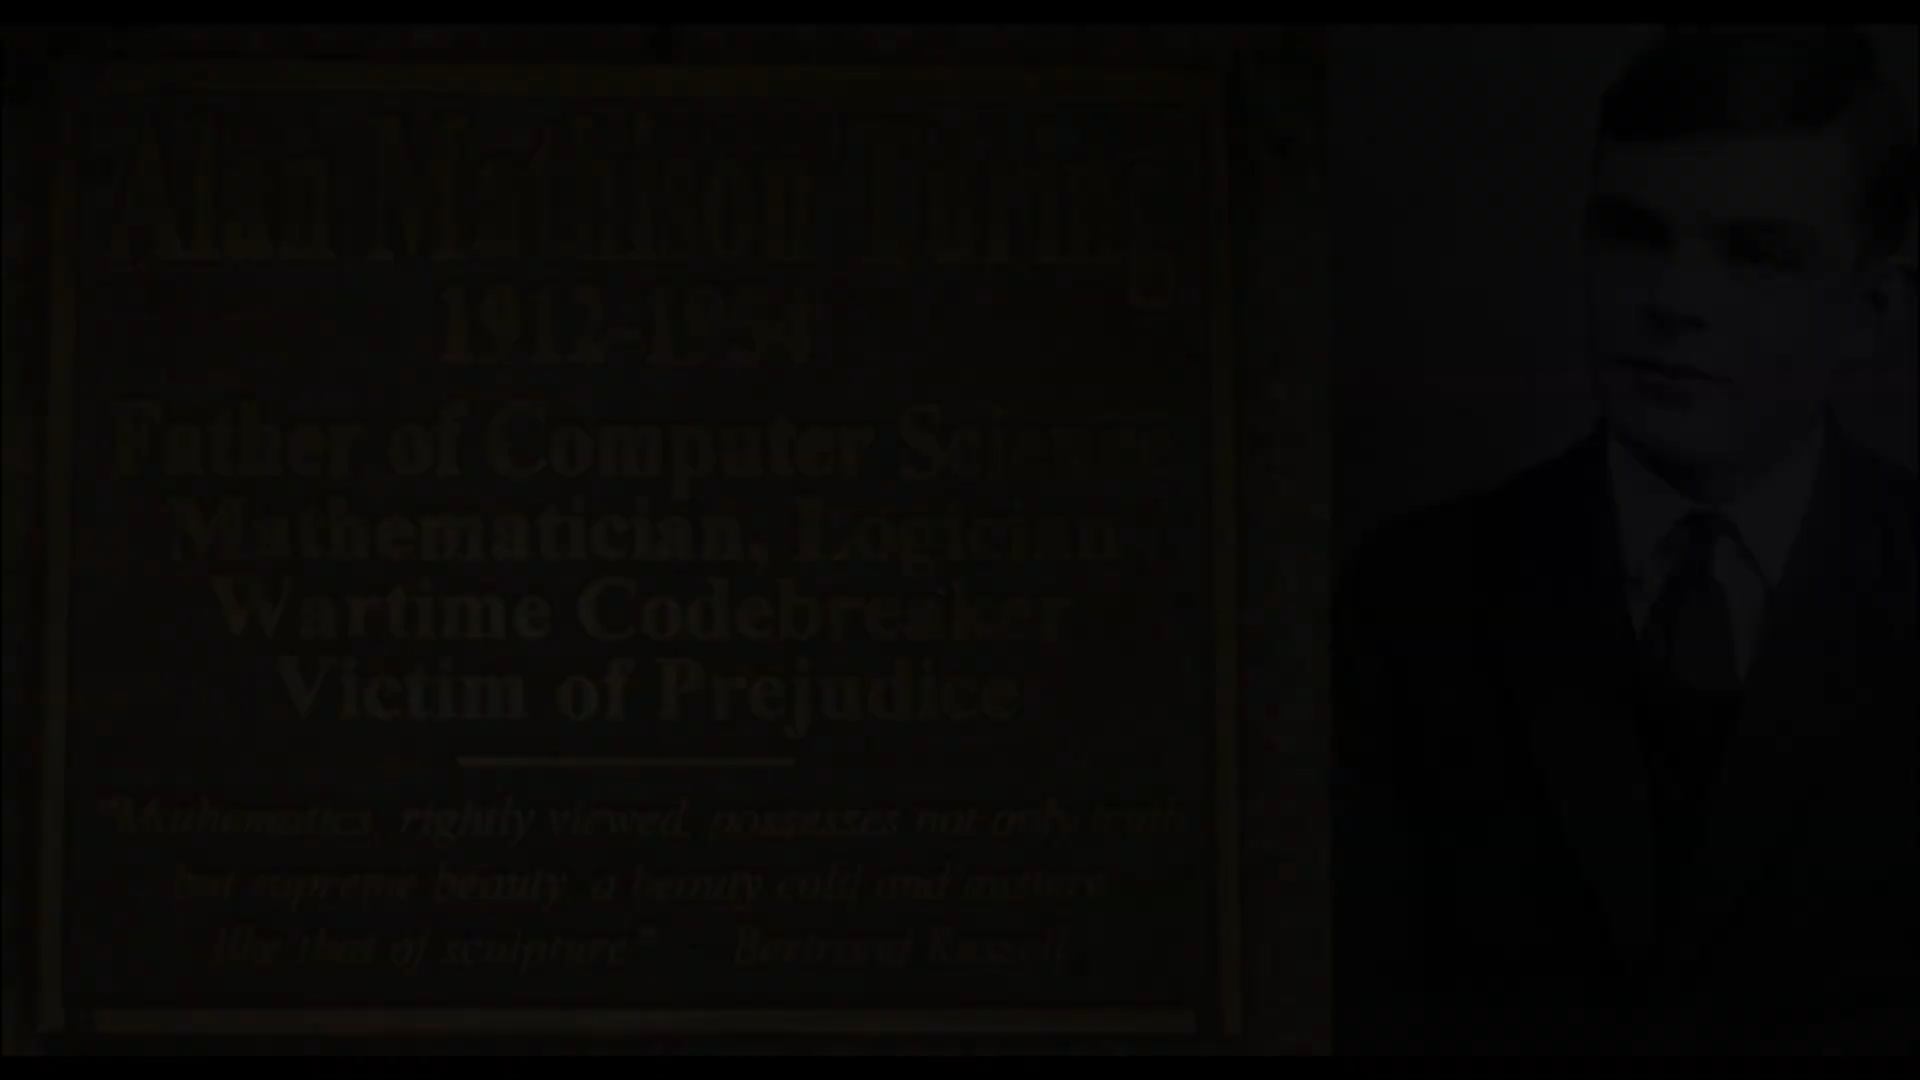 Alan Mathison Turing
1912-1954
Father of Computer Science
Mathematician, Logician
Wartime Codebreaker
Victim of Prejudice
"Mathematics, rightly viewed, possesses not only truth
but supreme beauty, a beauty cold and austere
like that of sculpture" Bertrand Russell